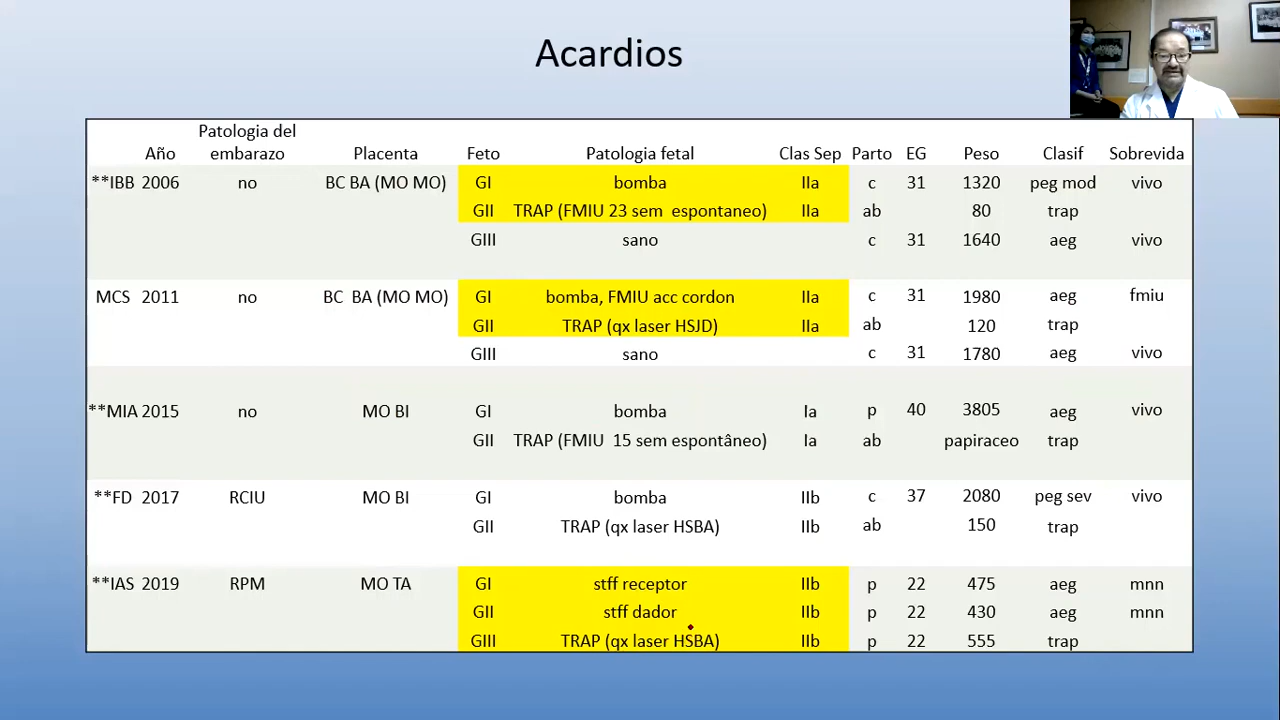 Acardios
Patologia del
Año embarazo Placenta Feto Patologia fetal Clas Sep Parto EG Peso Clasif Sobrevida
**IBB 2006 no BC BA (MO MO) GI bomba IIa c 31 1320 peg mod vivo
GII TRAP (FMIU 23 sem espontaneo) IIa ab 80 trap
GIII sano c 31 1640 aeg vivo
MCS 2011 no BC BA (MO MO) GI bomba, FMIU acc cordon IIa c 31 1980 aeg fmiu
GII TRAP (qx laser HSJD) IIa ab 120 trap
GIII sano c 31 1780 aeg vivo
**MIA 2015 no MO BI GI bomba Ia p 40 3805 aeg vivo
GII TRAP (FMIU 15 sem espontâneo) Ia ab papiraceo trap
**FD 2017 RCIU MO BI GI bomba IIb c 37 2080 peg sev vivo
GII TRAP (qx laser HSBA) IIb ab 150 trap
**IAS 2019 RPM MO TA GI stff receptor IIb p 22 475 aeg mnn
GII stff dador IIb p 22 430 aeg mnn
GIII TRAP (qx laser HSBA) IIb p 22 555 trap